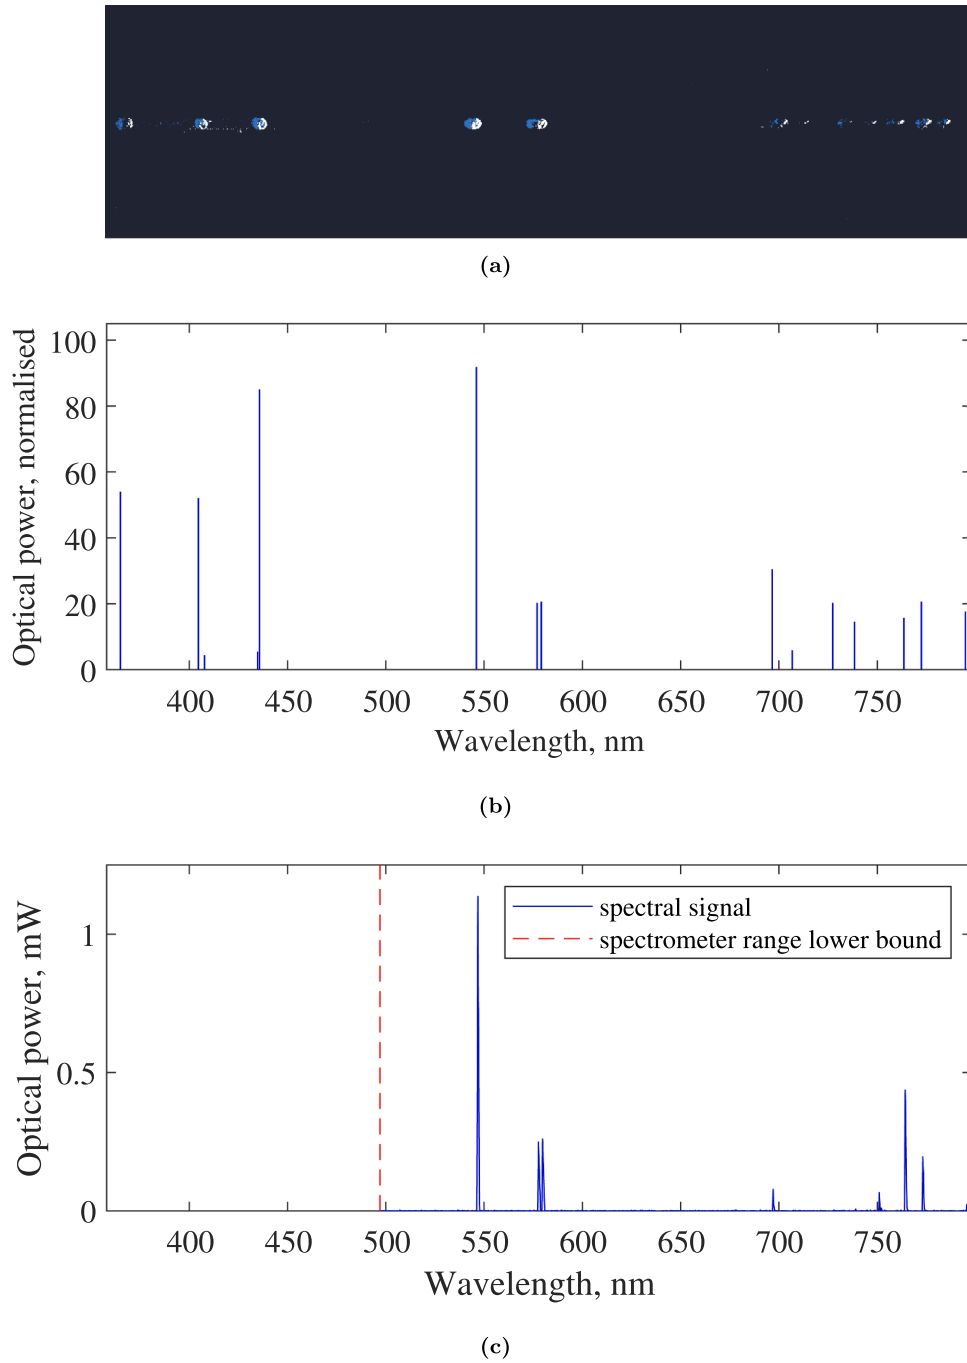 (a)
Optical power, normalised
100
80
60
40
20
0
400 450 500 550 600 650 700 750
Wavelength, nm
(b)
Optical power, mW
1
0.5
0
spectral signal
spectrometer range lower bound
400 450 500 550 600 650 700 750
Wavelength, nm
(c)